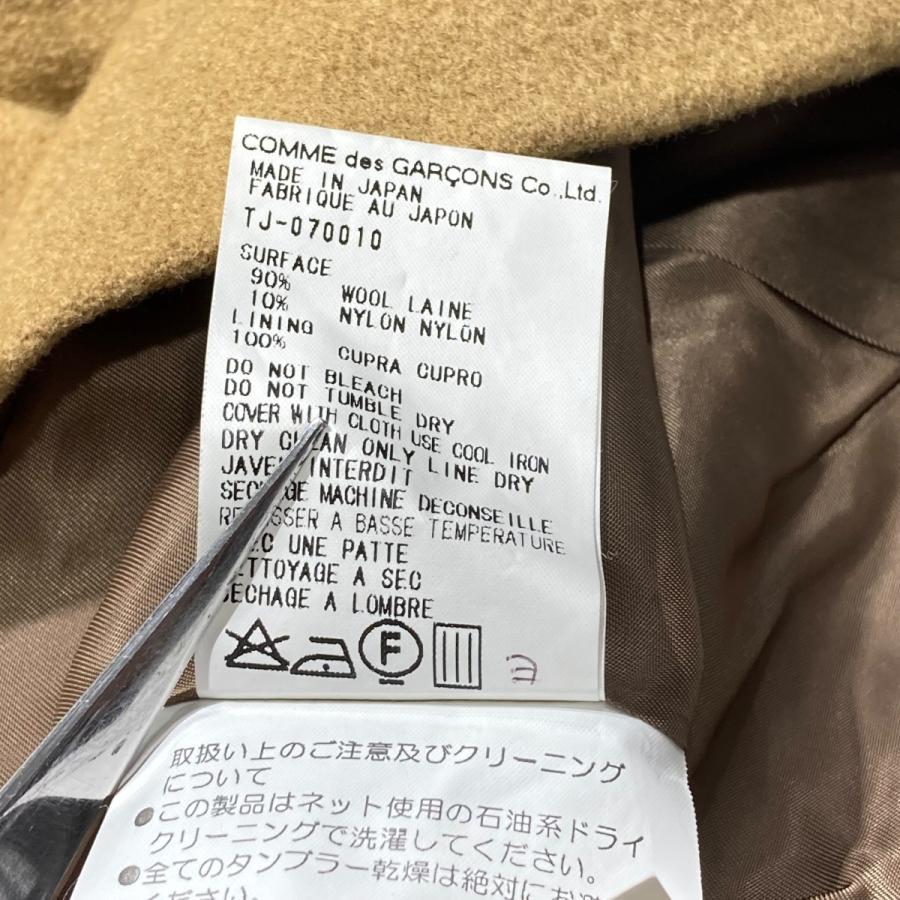 COMME des GARÇONS Co.,Ltd.
MADE IN JAPAN
FABRIQUE AU JAPON
TJ-070010
SURFACE
90% WOOL LAINE
10% NYLON NYLON
LINING
100% CUPRA CUPRO
DO NOT BLEACH
DO NOT TUMBLE DRY
COVER WITH CLOTH USE COOL IRON
DRY ONLY LINE DRY
INTERDIT
MACHINE DECONSEILLE
A BASSE TEMPERATURE
UNE PATTE
A SEC
SECHAGE A LOMBRE
F
取扱い上のご注意及びクリーニング
について
●この製品はネット使用の石油系ドライ
クリーニングで洗濯してください。
●全てのタンブラー乾燥は絶対にお
ください。